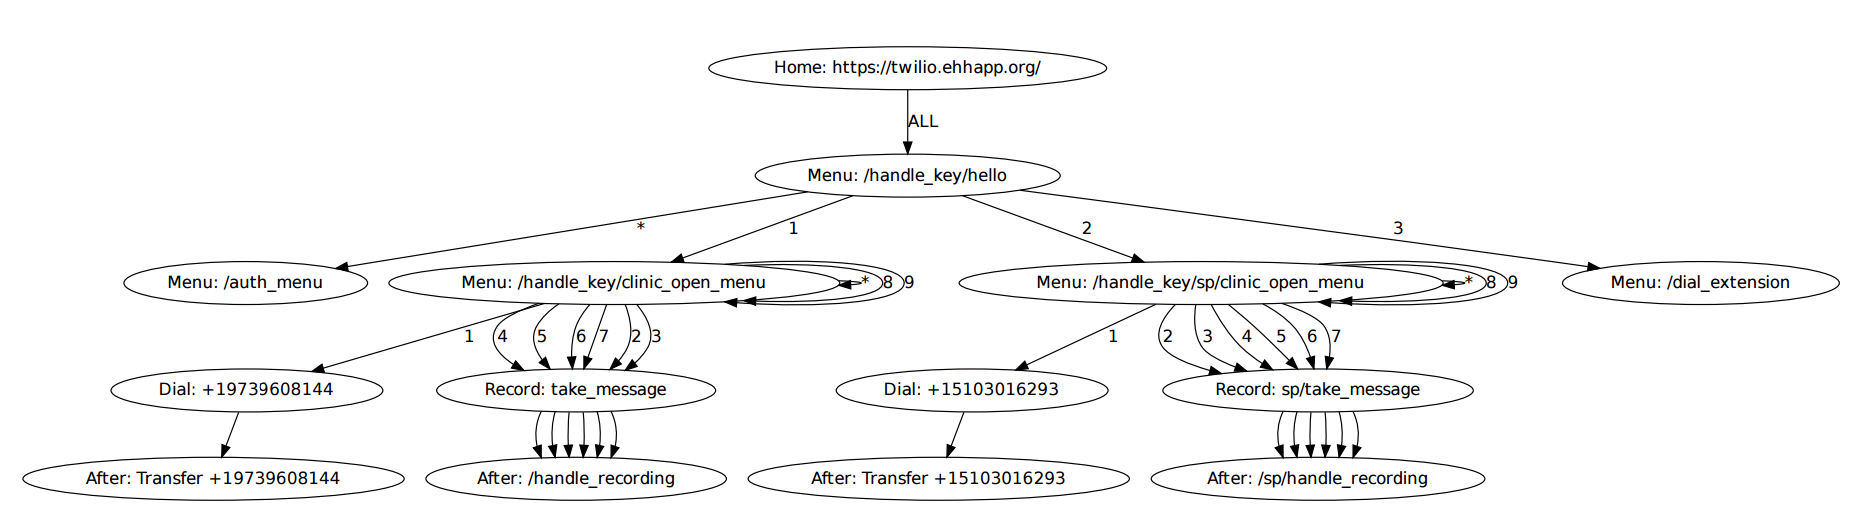 Home: https://twilio.ehhapp.org/
ALL
Menu: /handle_key/hello
*
1
2
3
Menu: /auth_menu
Menu: /handle_key/clinic_open_menu
*
8
9
Menu: /handle_key/sp/clinic_open_menu
*
8
9
Menu: /dial_extension
1
4
5
6
7
2
3
1
2
3
4
5
6
7
Dial: +19739608144
Record: take_message
Dial: +15103016293
Record: sp/take_message
After: Transfer +19739608144
After: /handle_recording
After: Transfer +15103016293
After: /sp/handle_recording